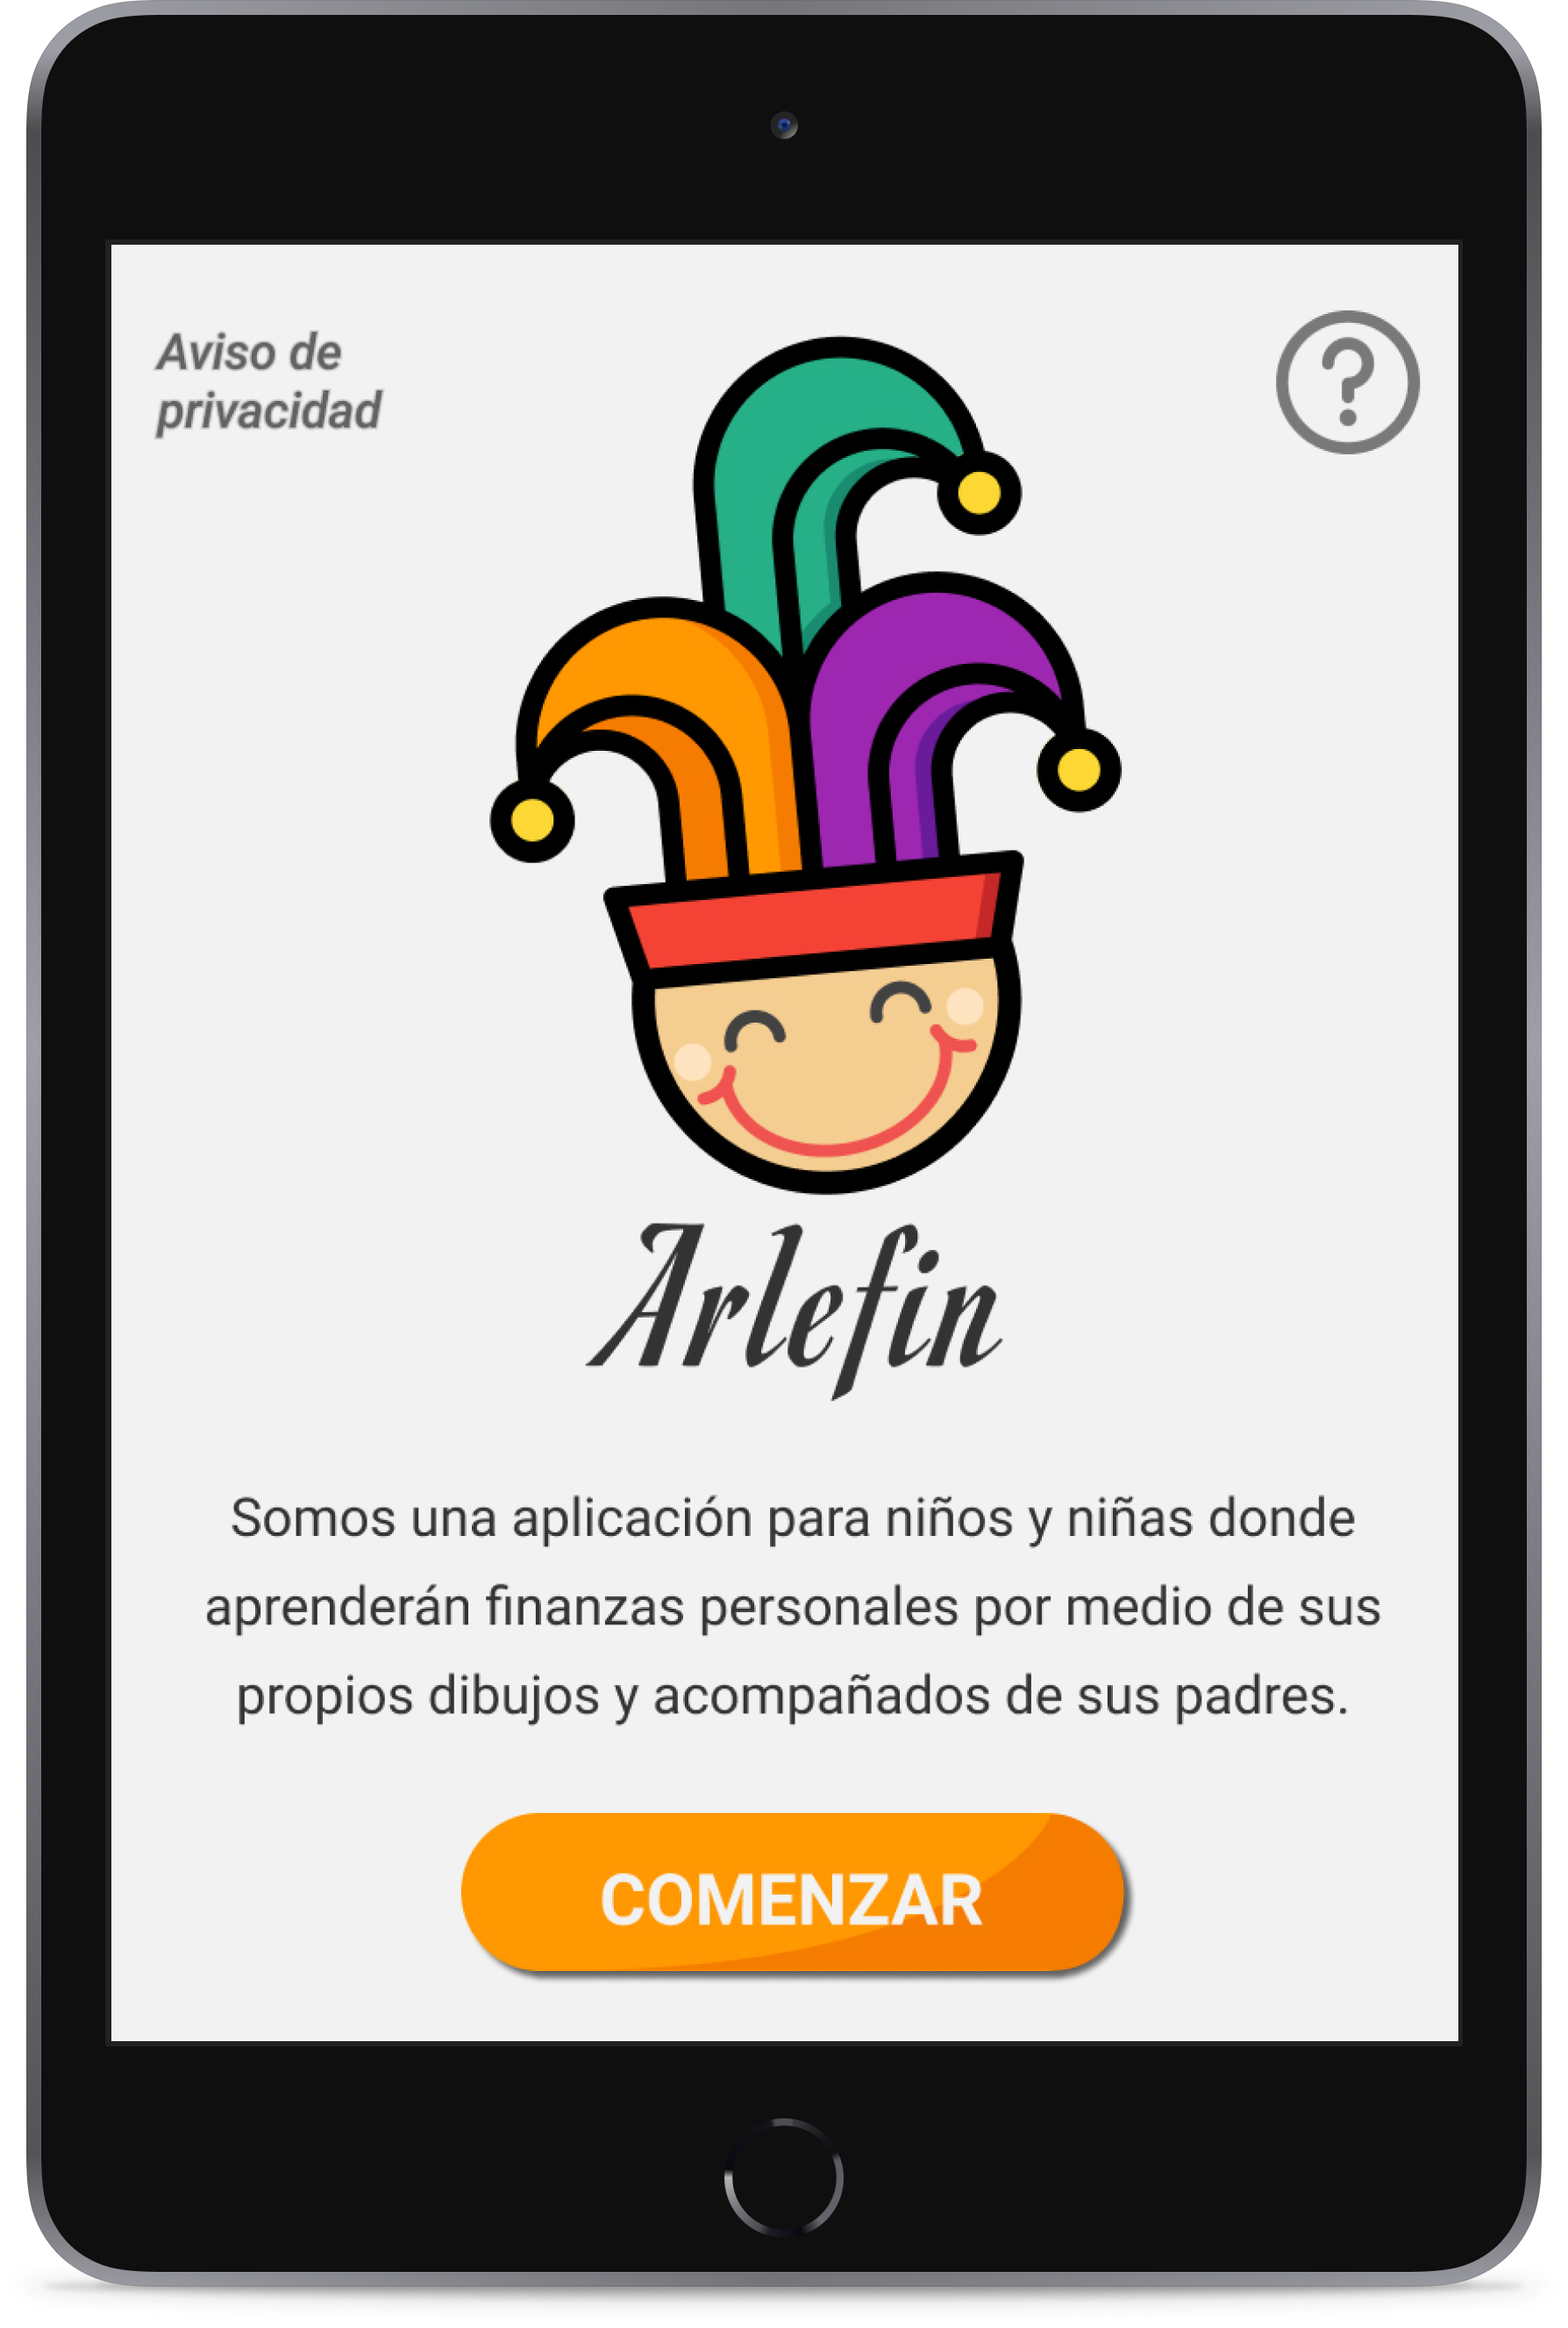 Aviso de
privacidad
Arlefin
Somos una aplicación para niños y niñas donde
aprenderán finanzas personales por medio de sus
propios dibujos y acompañados de sus padres.
COMENZAR